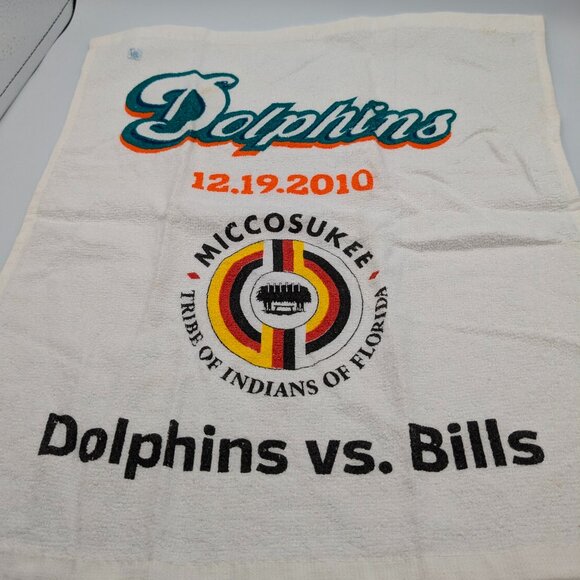 Dolphins
12.19.2010
MICCOSUKEE
TRIBE OF INDIANS OF FLORIDA
Dolphins vs. Bills